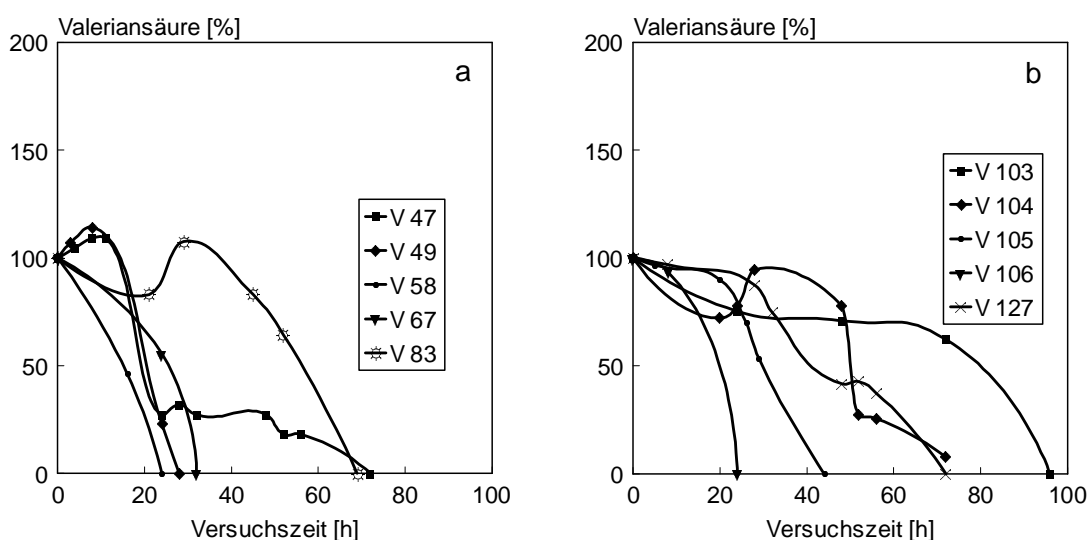 Valeriansäure [%]
200
150
100
50
0
0 20 40 60 80 100
Versuchszeit [h]
a
V 47
V 49
V 58
V 67
V 83
Valeriansäure [%]
200
150
100
50
0
0 20 40 60 80 100
Versuchszeit [h]
b
V 103
V 104
V 105
V 106
V 127